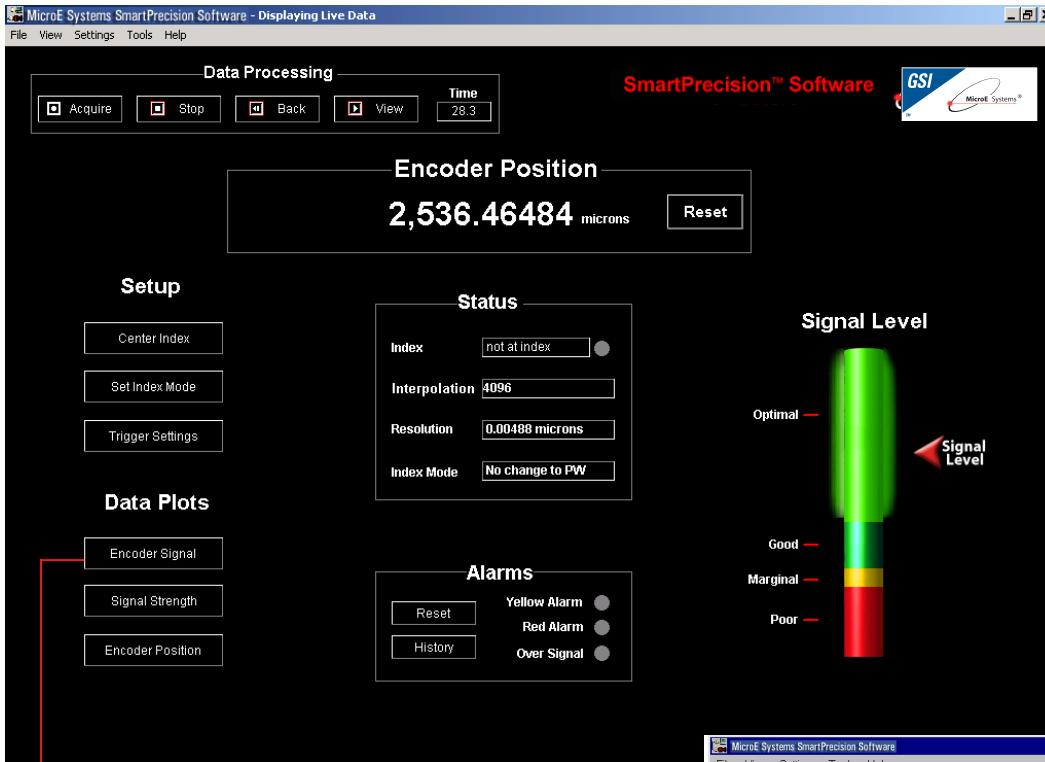 MicroE Systems SmartPrecision Software - Displaying Live Data
File View Settings Tools Help
Data Processing
Acquire Stop Back View
Time
28.3
SmartPrecision™ Software
GSI
MicroE Systems®
Encoder Position
2,536.46484 microns
Reset
Setup
Center Index
Set Index Mode
Trigger Settings
Data Plots
Encoder Signal
Signal Strength
Encoder Position
Status
Index not at index
Interpolation 4096
Resolution 0.00488 microns
Index Mode No change to PW
Alarms
Reset
History
Yellow Alarm
Red Alarm
Over Signal
Signal Level
Optimal
Signal
Level
Good
Marginal
Poor
MicroE Systems SmartPrecision Software